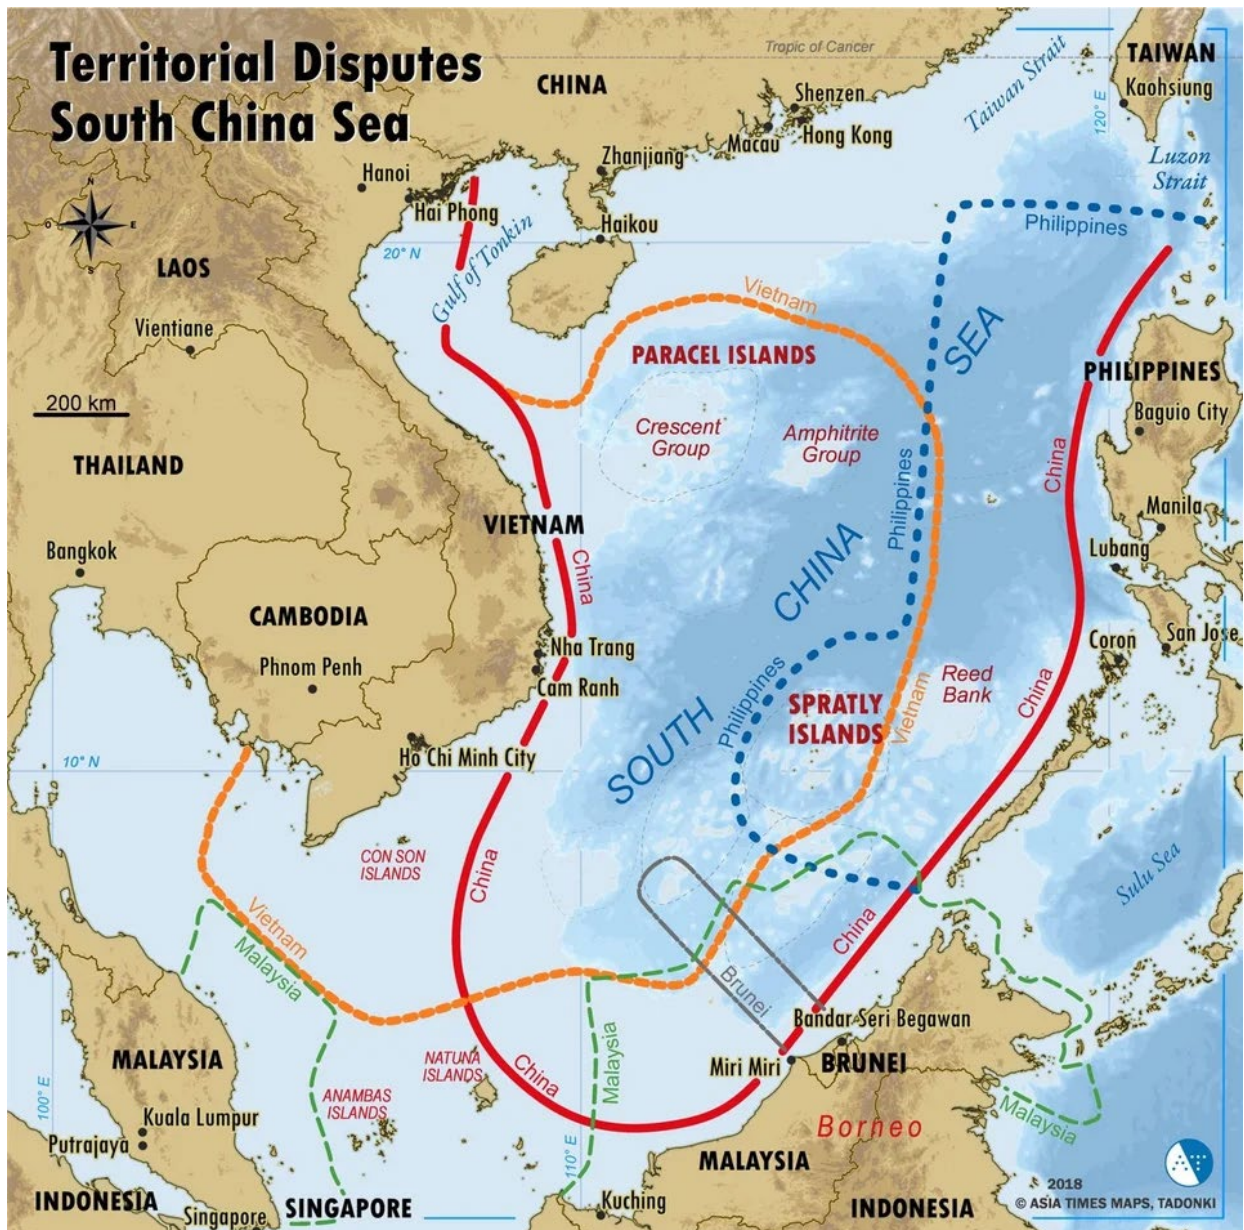 Territorial Disputes
South China Sea
Tropic of Cancer
TAIWAN
Kaohsiung
CHINA
Taiwan Strait
120° E
Shenzen
Hong Kong
Macau
Zhanjiang
Luzon
Strait
Hanoi
Hai Phong
Haikou
N
O
E
S
20° N
Gulf of Tonkin
Philippines
LAOS
Vientiane
Vietnam
PARACEL ISLANDS
SEA
PHILIPPINES
Baguio City
200 km
Crescent
Group
Amphitrite
Group
China
Philippines
THAILAND
VIETNAM
Manila
Bangkok
China
CHINA
Lubang
CAMBODIA
Nha Trang
Coron
San Jose
Phnom Penh
Cam Ranh
Philippines
SPRATLY
ISLANDS
Reed
Bank
China
Vietnam
SOUTH
Ho Chi Minh City
10° N
CON SON
ISLANDS
China
Sulu Sea
Vietnam
Malaysia
China
Brunei
Bandar Seri Begawan
MALAYSIA
NATUNA
ISLANDS
China
Malaysia
Miri Miri
BRUNEI
ANAMBAS
ISLANDS
100° E
Kuala Lumpur
Putrajaya
Malaysia
Borneo
110° E
MALAYSIA
INDONESIA
SINGAPORE
Singapore
Kuching
INDONESIA
AT
2018
© ASIA TIMES MAPS, TADONKI